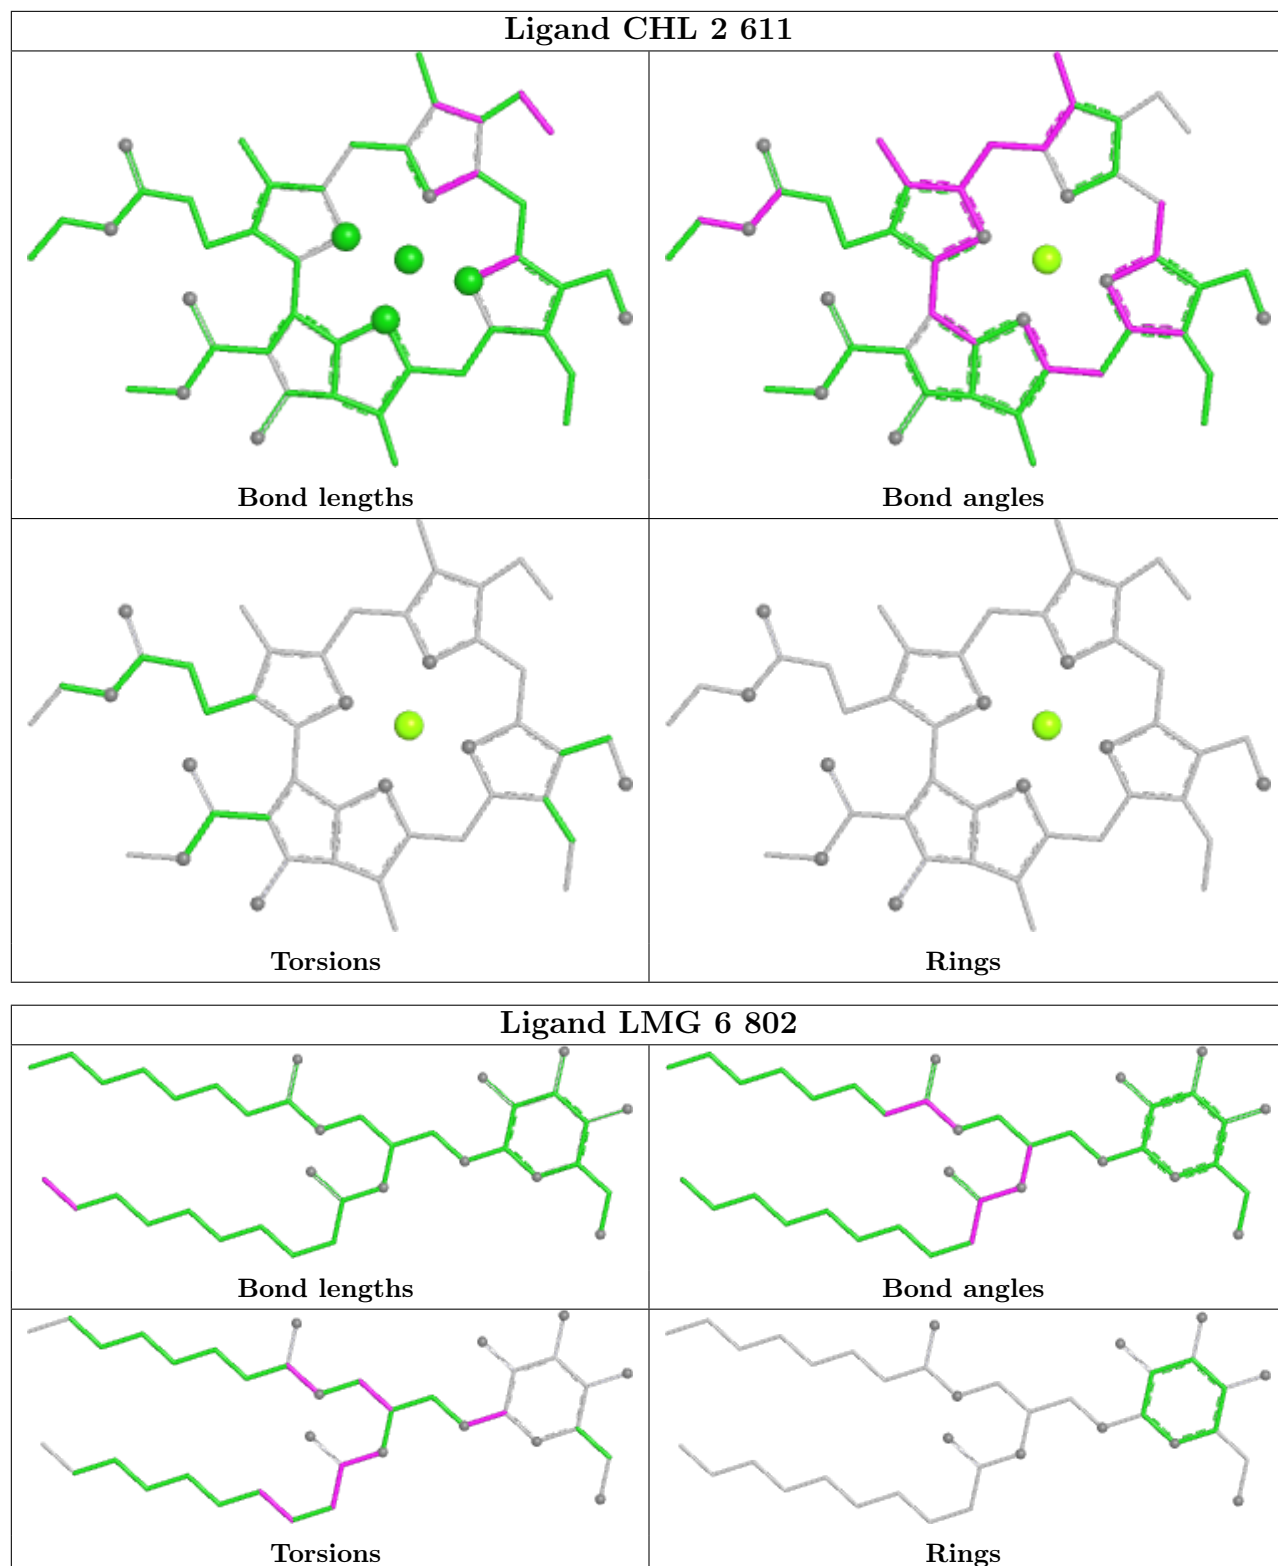 Ligand CHL 2 611
Bond lengths
Bond angles
Torsions
Rings
Ligand LMG 6 802
Bond lengths
Bond angles
Torsions
Rings